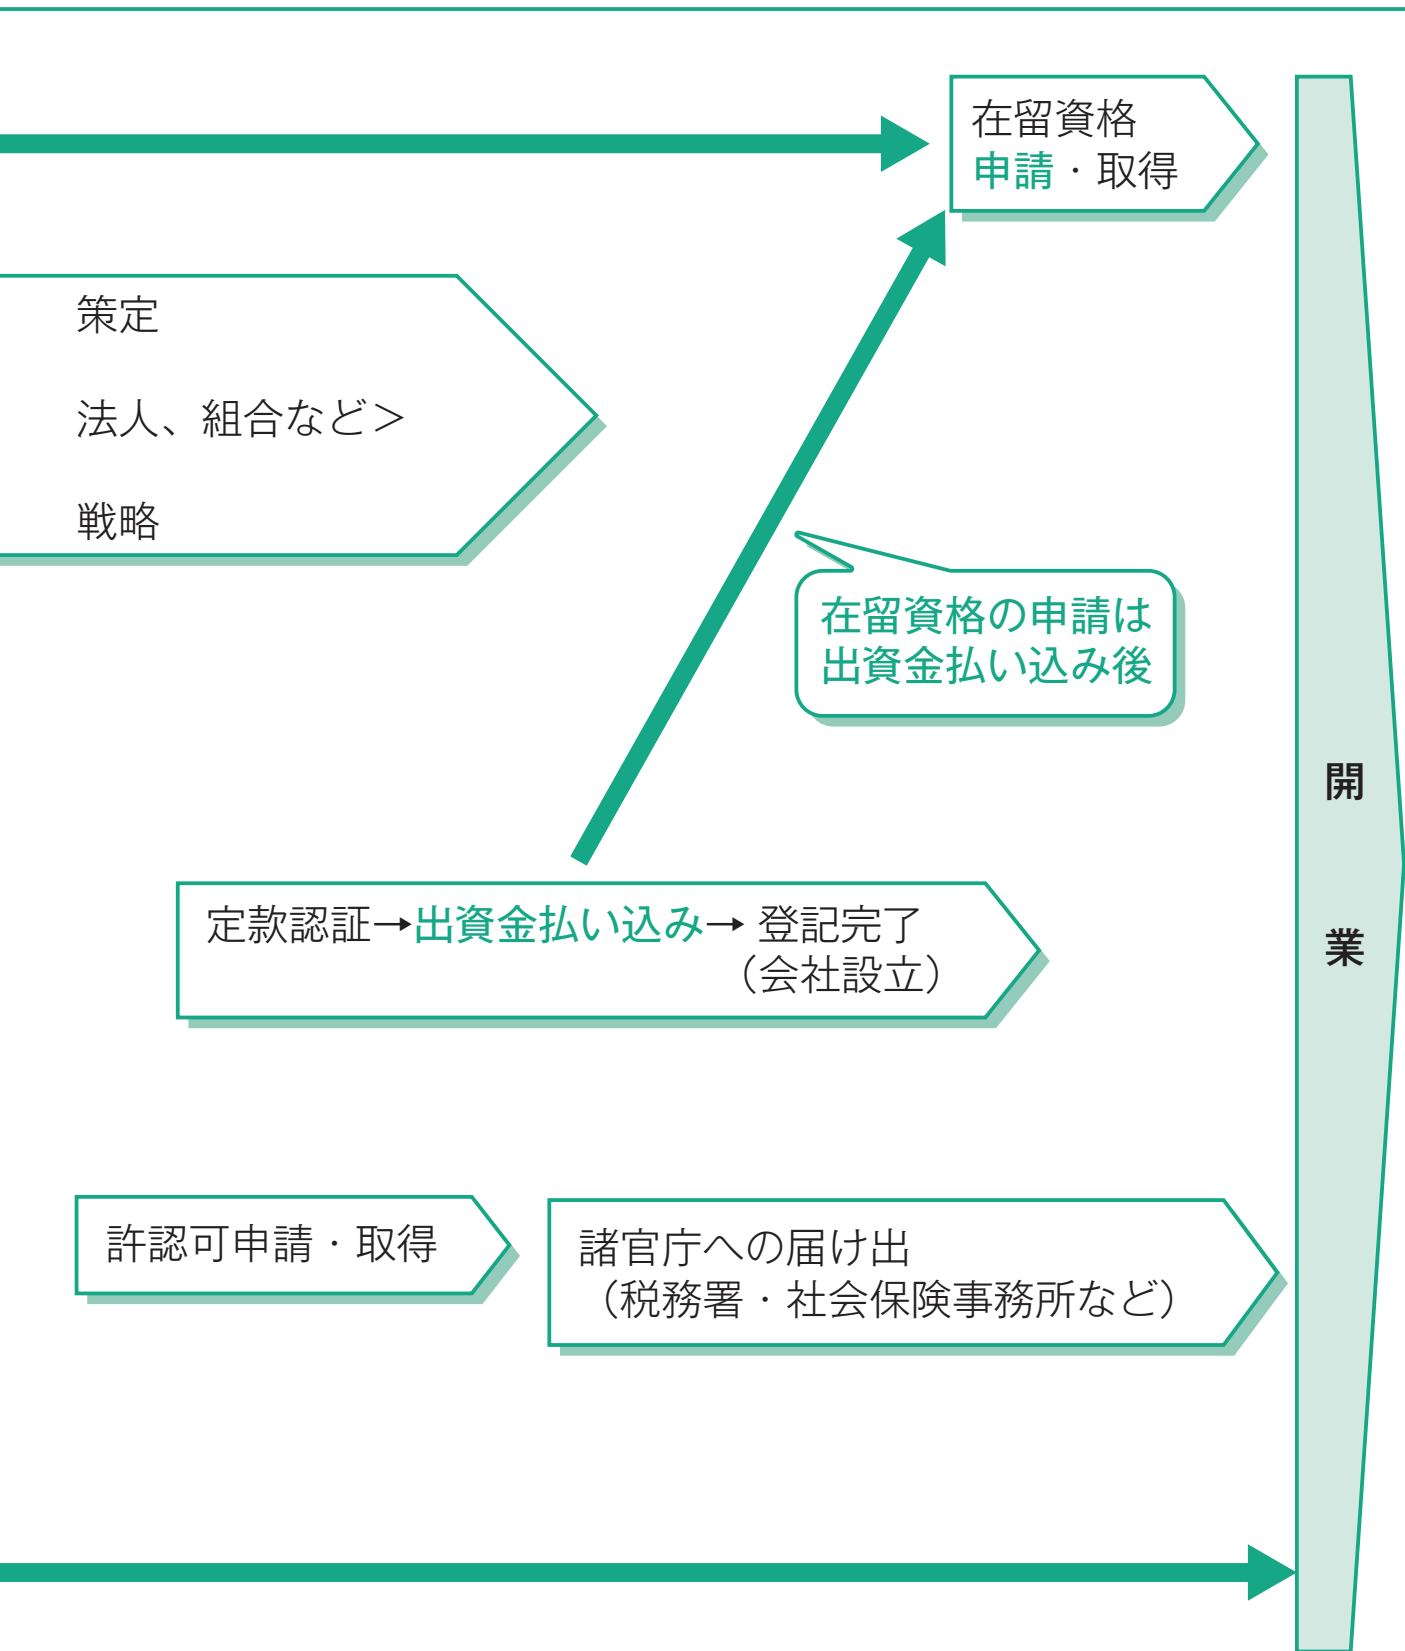 在留資格
申請・取得
策定
法人、組合など＞
戦略
在留資格の申請は
出資金払い込み後
開
業
定款認証→出資金払い込み→ 登記完了
（会社設立）
許認可申請・取得
諸官庁への届け出
（税務署・社会保険事務所など）